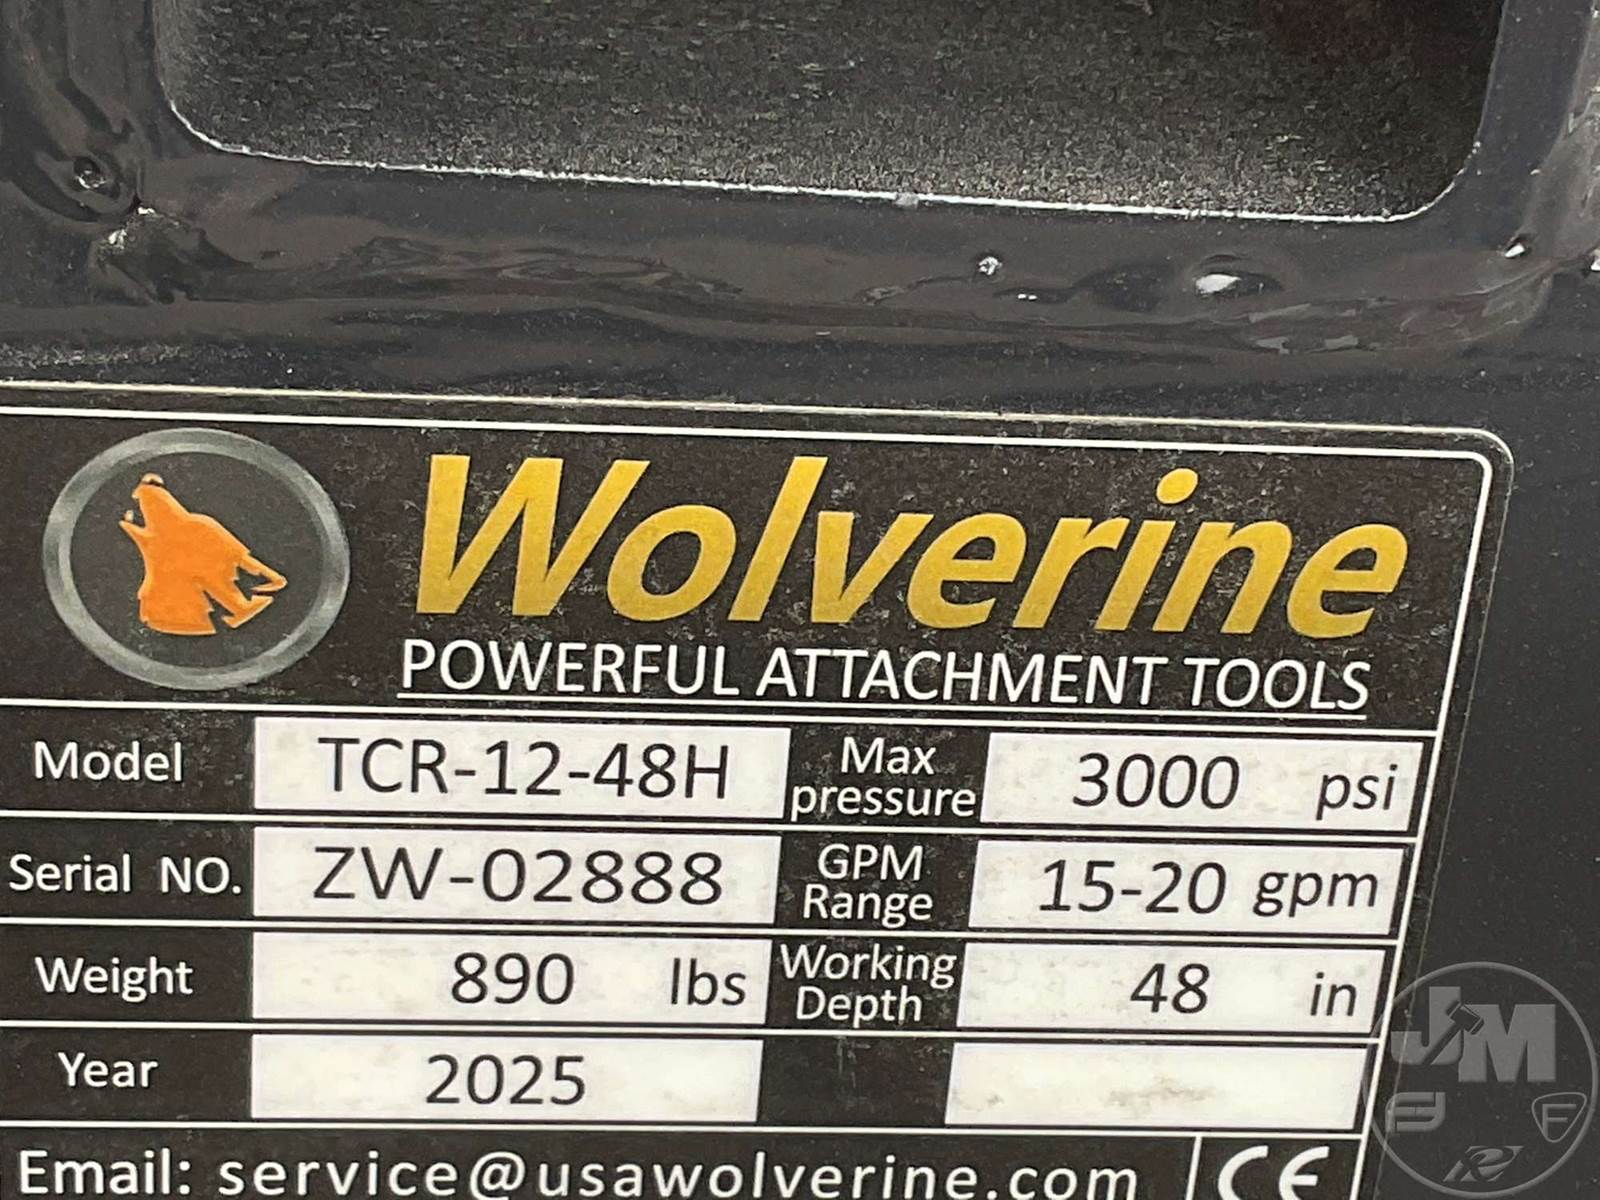 Wolverine
POWERFUL ATTACHMENT TOOLS
Model TCR-12-48H Max pressure 3000 psi
Serial NO. ZW-02888 GPM Range 15-20 gpm
Weight 890 lbs Working Depth 48 in
Year 2025
Email: service@usawolverine.com CE
JM